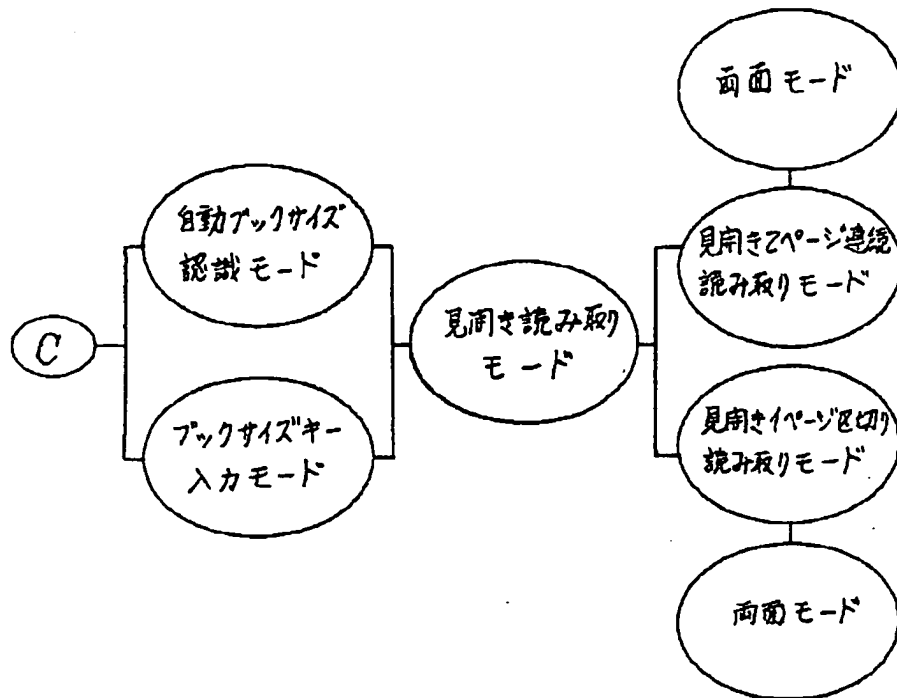 両面モード
自動ブックサイズ
認識モード
見開き2ページ連続
読み取りモード
C
見開き読み取り
モード
ブックサイズキー
入力モード
見開き1ページ区切り
読み取りモード
両面モード